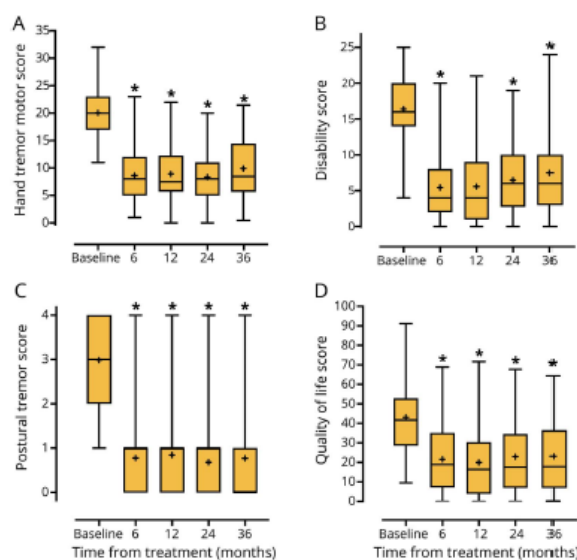 A
Hand tremor motor score
35
30
25
20
15
10
5
0
* * * *
Baseline 6 12 24 36
B
Disability score
25
20
15
10
5
0
* * *
Baseline 6 12 24 36
C
Postural tremor score
4
3
2
1
0
* * * *
Baseline 6 12 24 36
Time from treatment (months)
D
Quality of life score
100
90
80
70
60
50
40
30
20
10
0
* * * *
Baseline 6 12 24 36
Time from treatment (months)